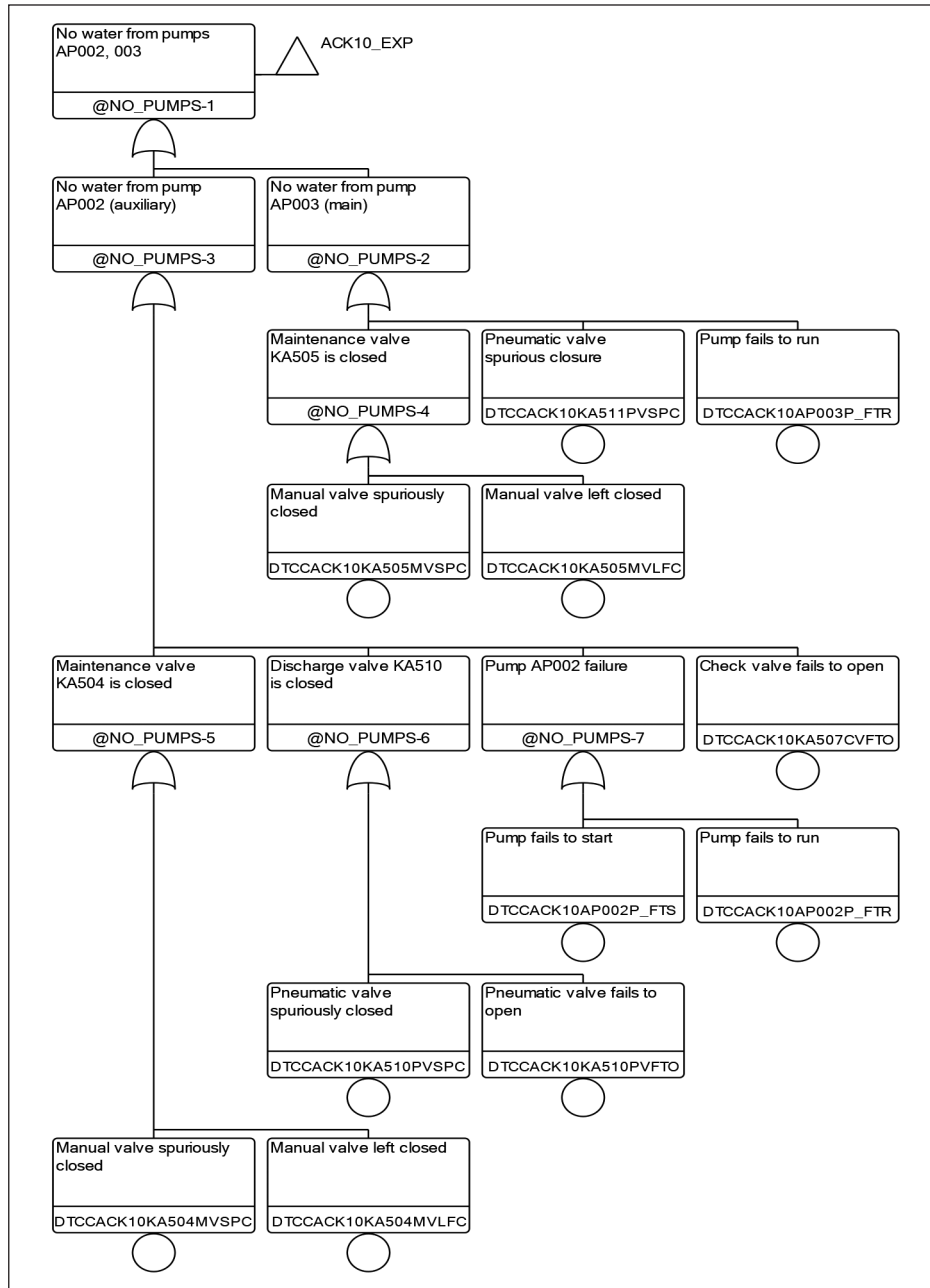 No water from pumps
AP002, 003
@NO_PUMPS-1
ACK10_EXP
No water from pump
AP002 (auxiliary)
@NO_PUMPS-3
No water from pump
AP003 (main)
@NO_PUMPS-2
Maintenance valve
KA505 is closed
@NO_PUMPS-4
Pneumatic valve
spurious closure
DTCCACK10KA511PVSPC
Pump fails to run
DTCCACK10AP003P_FTR
Manual valve spuriously
closed
DTCCACK10KA505MVSPC
Manual valve left closed
DTCCACK10KA505MVLFC
Maintenance valve
KA504 is closed
@NO_PUMPS-5
Discharge valve KA510
is closed
@NO_PUMPS-6
Pump AP002 failure
@NO_PUMPS-7
Check valve fails to open
DTCCACK10KA507CVFTO
Pump fails to start
DTCCACK10AP002P_FTS
Pump fails to run
DTCCACK10AP002P_FTR
Pneumatic valve
spuriously closed
DTCCACK10KA510PVSPC
Pneumatic valve fails to
open
DTCCACK10KA510PVFTO
Manual valve spuriously
closed
DTCCACK10KA504MVSPC
Manual valve left closed
DTCCACK10KA504MVLFC